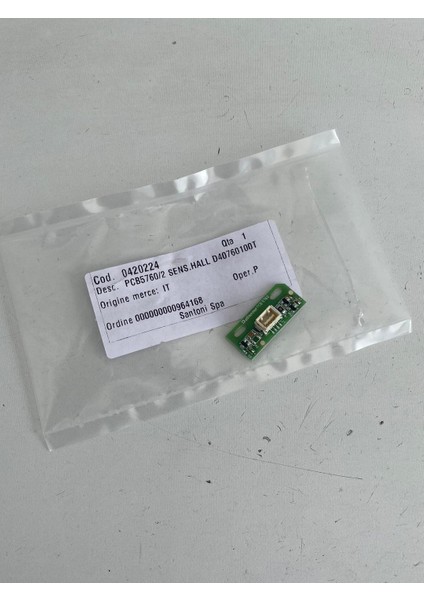 Cod. 0420224 Qta 1
Desc. PCB5760/2 SENS.HALL D40760100T
Origine merce: IT Oper.P
Ordine 000000000964168
Santoni Spa